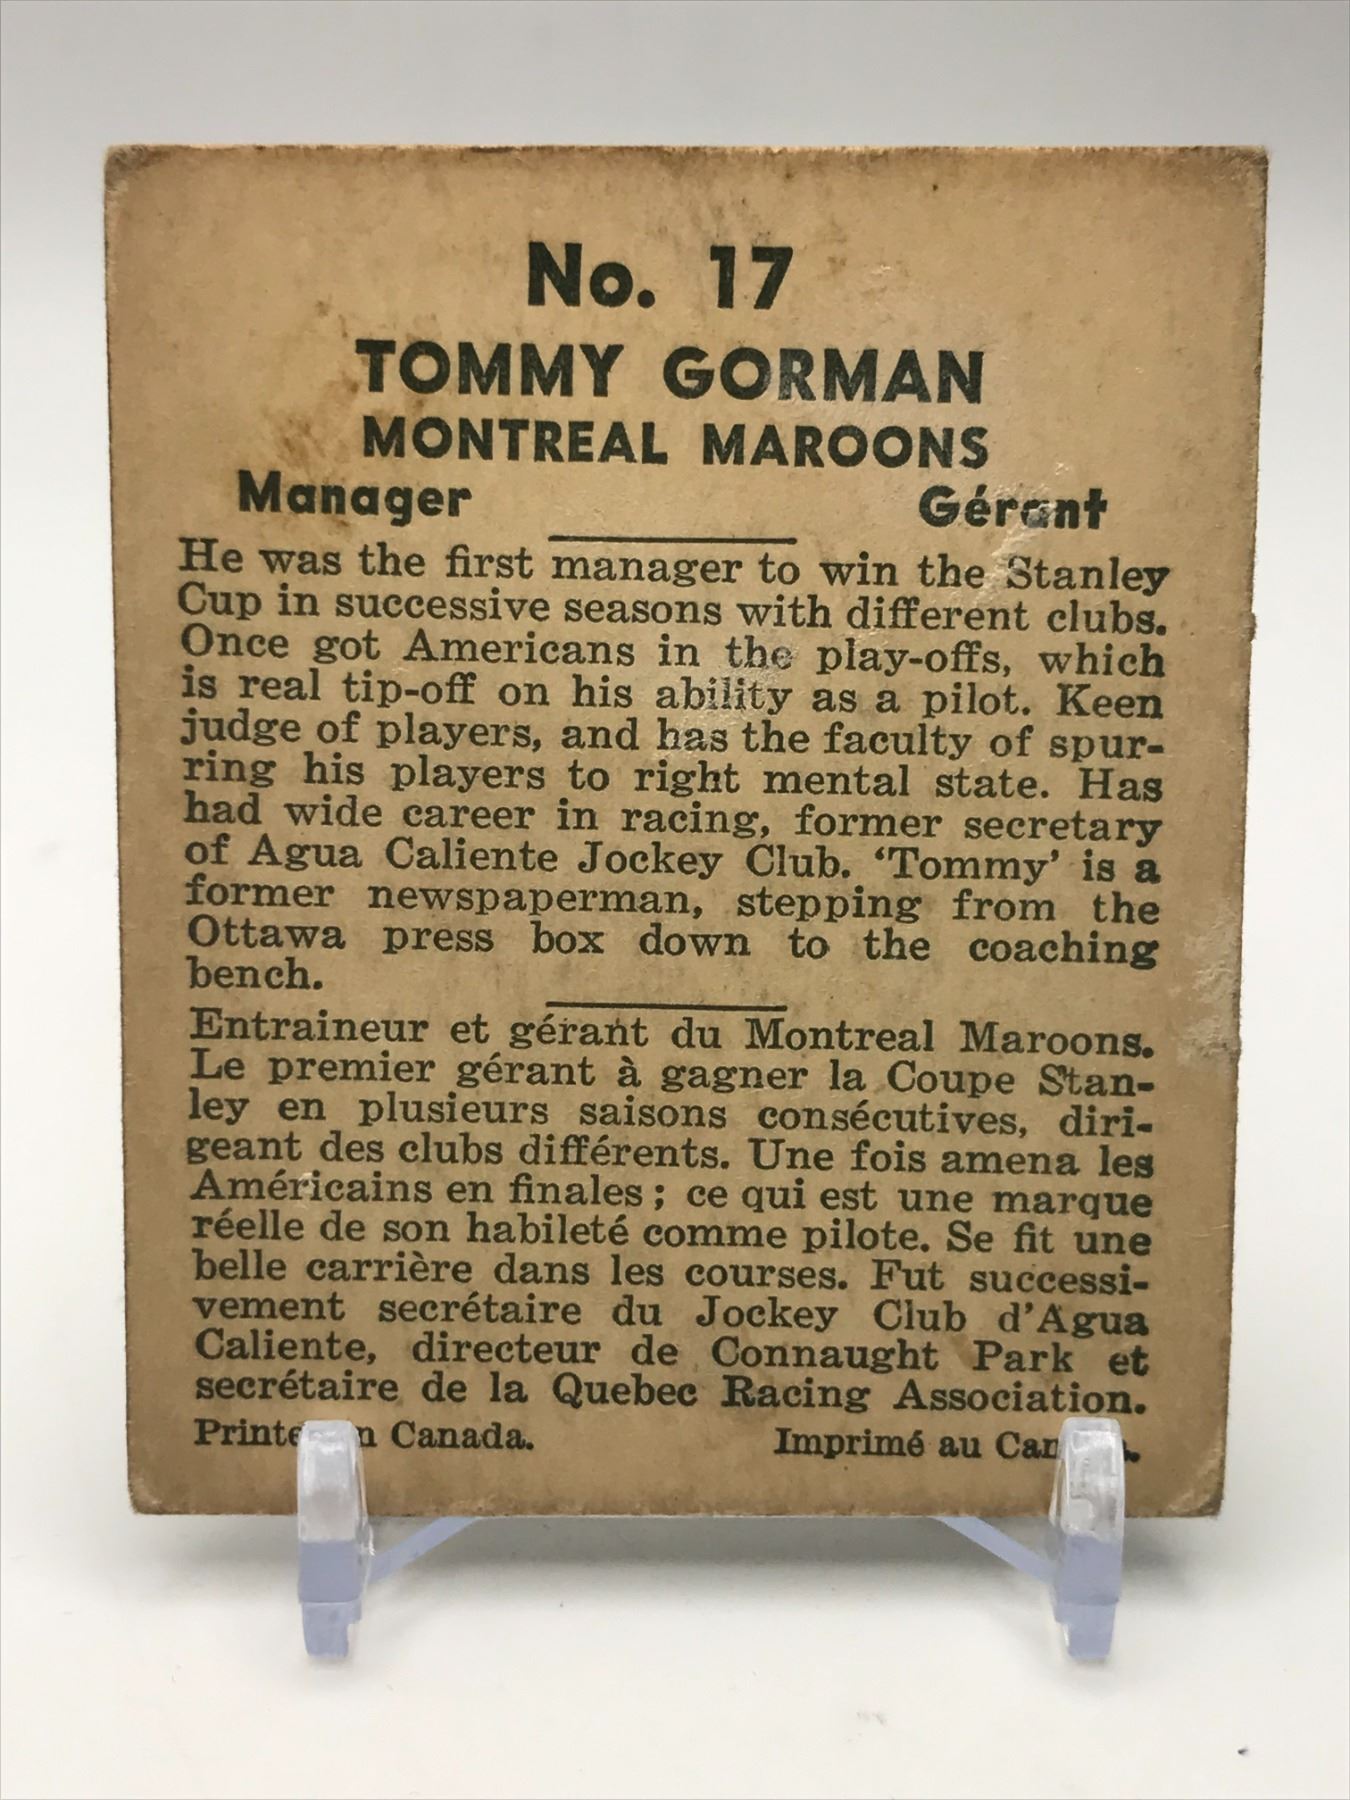 No. 17
TOMMY GORMAN
MONTREAL MAROONS
Manager Gérant
He was the first manager to win the Stanley
Cup in successive seasons with different clubs.
Once got Americans in the play-offs, which
is real tip-off on his ability as a pilot. Keen
judge of players, and has the faculty of spur-
ring his players to right mental state. Has
had wide career in racing, former secretary
of Agua Caliente Jockey Club. ‘Tommy’ is a
former newspaperman, stepping from the
Ottawa press box down to the coaching
bench.
Entraineur et gérant du Montreal Maroons.
Le premier gérant à gagner la Coupe Stan-
ley en plusieurs saisons consécutives, diri-
geant des clubs différents. Une fois amena les
Américains en finales; ce qui est une marque
réelle de son habileté comme pilote. Se fit une
belle carrière dans les courses. Fut successi-
vement secrétaire du Jockey Club d’Agua
Caliente, directeur de Connaught Park et
secrétaire de la Quebec Racing Association.
Printed in Canada. Imprimé au Canada.